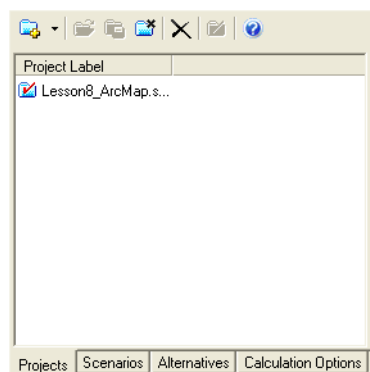 Project Label
Lesson8_ArcMap.s...
Projects Scenarios Alternatives Calculation Options